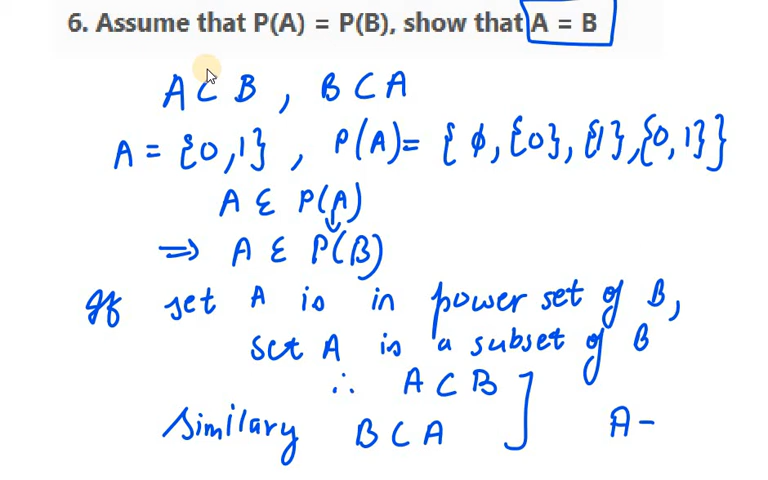 6. Assume that P(A) = P(B), show that A = B
A ⊂ B , B ⊂ A
A = {0,1} , P(A)= { ϕ, {0}, {1}, {0,1}}
A ∈ P(A)
⇒ A ∈ P(B)
If set A is in power set of B,
set A is a subset of B
∴ A ⊂ B
Similary B ⊂ A ] A -